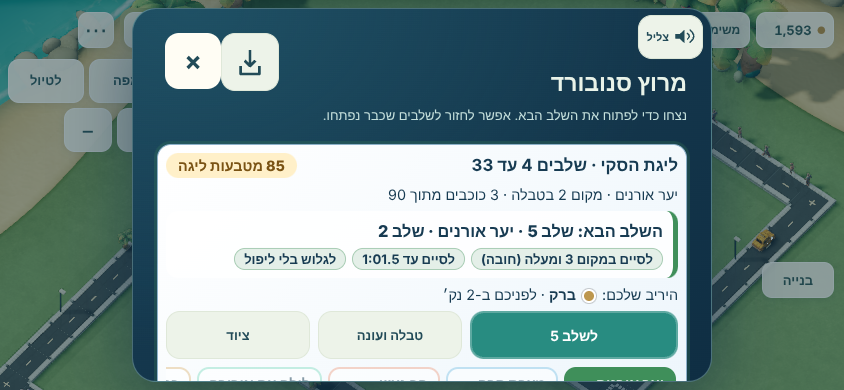 1,593
צליל
לטיול
מרוץ סנובורד
נצחו כדי לפתוח את השלב הבא. אפשר לחזור לשלבים שכבר נפתחו.
ליגת הסקי · שלבים 4 עד 33
85 מטבעות ליגה
יער אורנים · מקום 2 בטבלה · 3 כוכבים מתוך 90
השלב הבא: שלב 5 · יער אורנים · שלב 2
לסיים במקום 3 ומעלה (חובה) לסיים עד 1:01.5 לגלוש בלי ליפול
היריב שלכם: ברק · לפניכם ב-2 נק׳
לשלב 5
טבלה ועונה
ציוד
בנייה